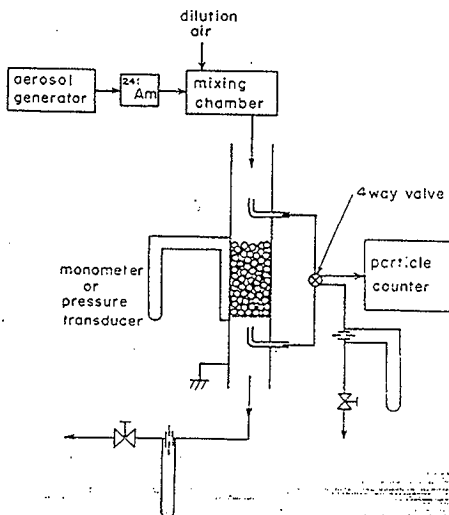 dilution
air
aerosol
generator
241
Am
mixing
chamber
4way valve
particle
counter
monometer
or
pressure
transducer